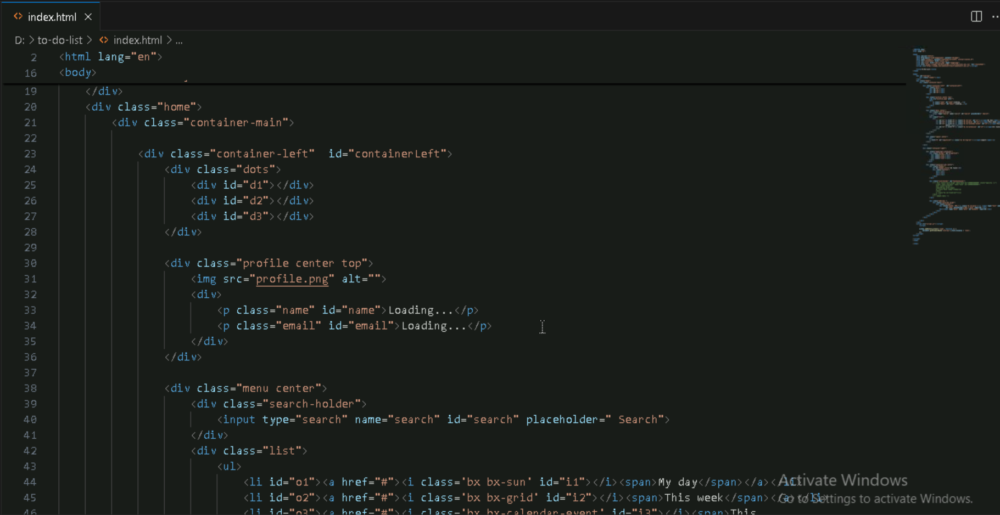 index.html
D: > to-do-list > index.html > ...
2 <html lang="en">
16 <body>
19 </div>
20 <div class="home">
21 <div class="container-main">
22
23 <div class="container-left"  id="containerLeft">
24 <div class="dots">
25 <div id="d1"></div>
26 <div id="d2"></div>
27 <div id="d3"></div>
28 </div>
29
30 <div class="profile center top">
31 <img src="profile.png" alt="">
32 <div>
33 <p class="name" id="name">Loading...</p>
34 <p class="email" id="email">Loading...</p>
35 </div>
36 </div>
37
38 <div class="menu center">
39 <div class="search-holder">
40 <input type="search" name="search" id="search" placeholder=" Search">
41 </div>
42 <div class="list">
43 <ul>
44 <li id="o1"><a href="#"><i class='bx bx-sun' id="i1"></i><span>My day</span></a></li>
45 <li id="o2"><a href="#"><i class='bx bx-grid' id="i2"></i><span>This week</span></a></li>
46 <li id="o3"><a href="#"><i class='bx bx-calendar-event' id="i3"></i><span>This
Activate Windows
Go to Settings to activate Windows.